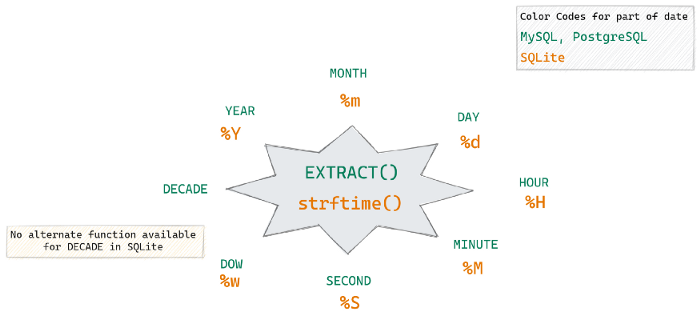 Color Codes for part of date
MySQL, PostgreSQL
SQLite
MONTH
%m
YEAR
%Y
DAY
%d
EXTRACT()
strftime()
DECADE
HOUR
%H
No alternate function available
for DECADE in SQLite
MINUTE
%M
DOW
%w
SECOND
%S